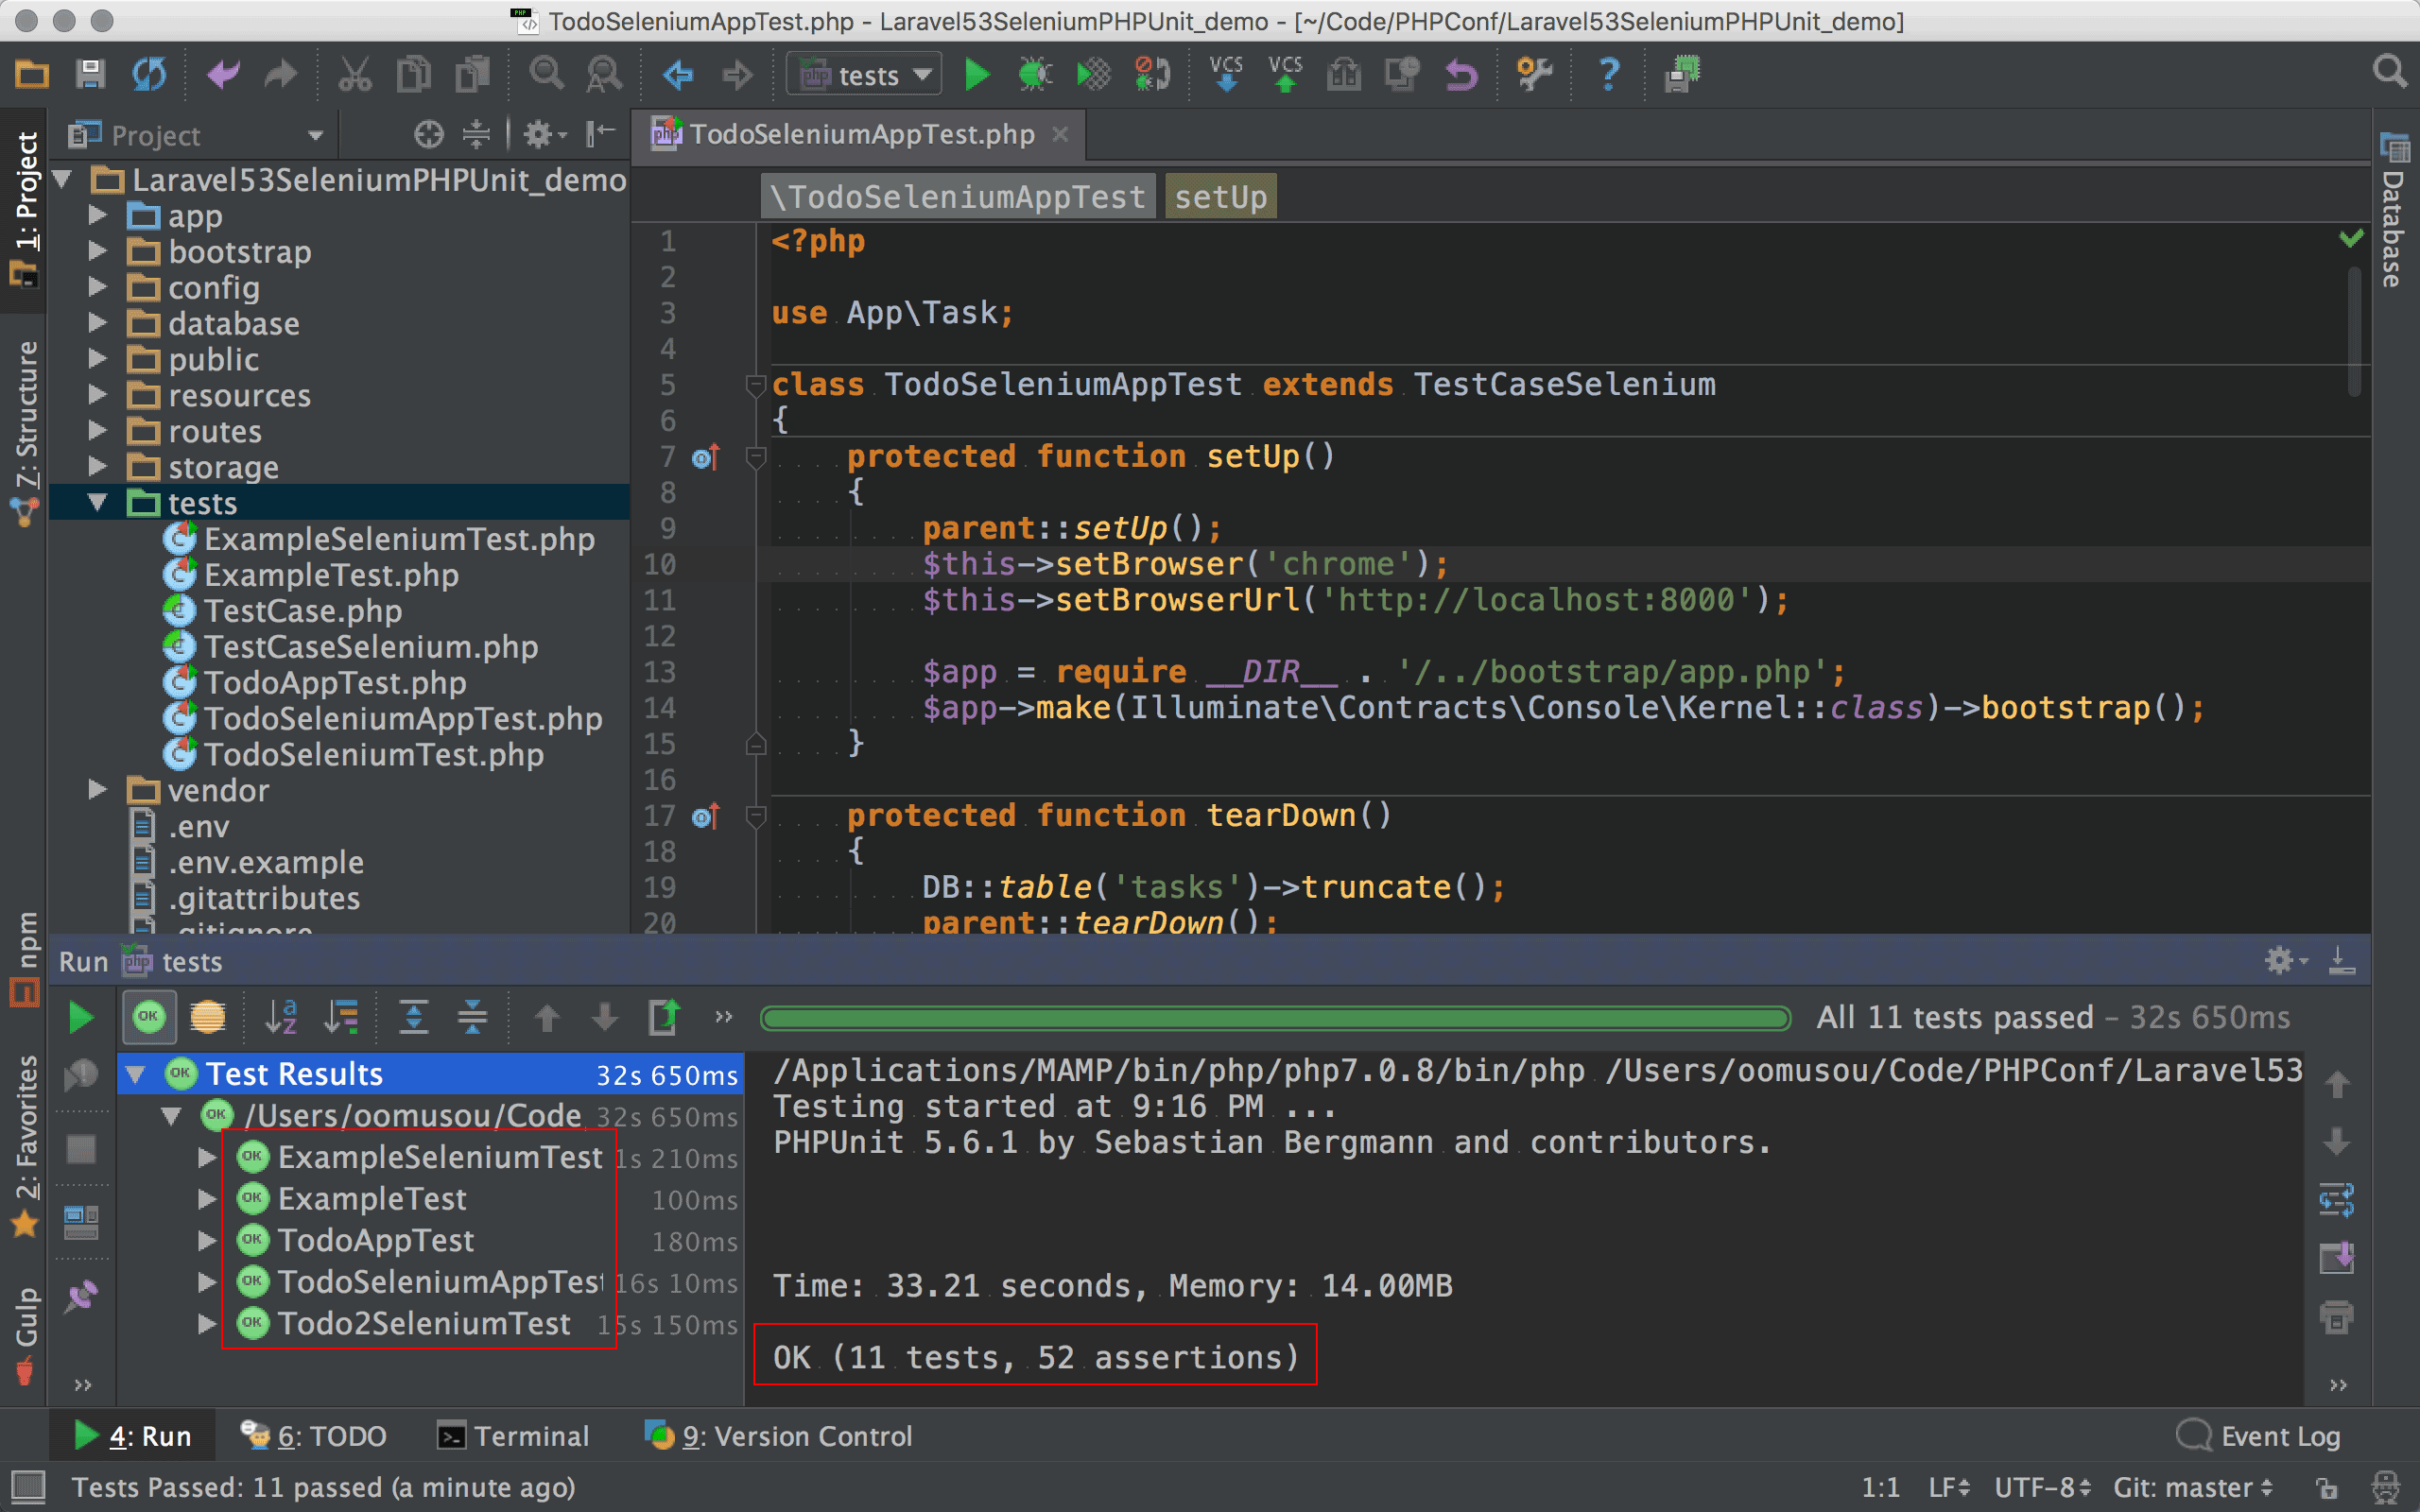 TodoSeleniumAppTest.php - Laravel53SeleniumPHPUnit_demo - [~/Code/PHPConf/Laravel53SeleniumPHPUnit_demo]
tests
VCS
VCS
1: Project
7: Structure
npm
2: Favorites
Gulp
Project
Laravel53SeleniumPHPUnit_demo
app
bootstrap
config
database
public
resources
routes
storage
tests
ExampleSeleniumTest.php
ExampleTest.php
TestCase.php
TestCaseSelenium.php
TodoAppTest.php
TodoSeleniumAppTest.php
TodoSeleniumTest.php
vendor
.env
.env.example
.gitattributes
.gitignore
TodoSeleniumAppTest.php
\TodoSeleniumAppTest setUp
1 <?php
2
3 use App\Task;
4
5 class TodoSeleniumAppTest extends TestCaseSelenium
6 {
7 protected function setUp()
8 {
9 parent::setUp();
10 $this->setBrowser('chrome');
11 $this->setBrowserUrl('http://localhost:8000');
12
13 $app = require __DIR__ . '/../bootstrap/app.php';
14 $app->make(Illuminate\Contracts\Console\Kernel::class)->bootstrap();
15 }
16
17 protected function tearDown()
18 {
19 DB::table('tasks')->truncate();
20 parent::tearDown();
Database
Run tests
All 11 tests passed – 32s 650ms
OK Test Results 32s 650ms
OK /Users/oomusou/Code 32s 650ms
OK ExampleSeleniumTest 1s 210ms
OK ExampleTest 100ms
OK TodoAppTest 180ms
OK TodoSeleniumAppTest 16s 10ms
OK Todo2SeleniumTest 15s 150ms
/Applications/MAMP/bin/php/php7.0.8/bin/php /Users/oomusou/Code/PHPConf/Laravel53
Testing started at 9:16 PM ...
PHPUnit 5.6.1 by Sebastian Bergmann and contributors.
Time: 33.21 seconds, Memory: 14.00MB
OK (11 tests, 52 assertions)
4: Run 6: TODO Terminal 9: Version Control Event Log
Tests Passed: 11 passed (a minute ago) 1:1 LF UTF-8 Git: master